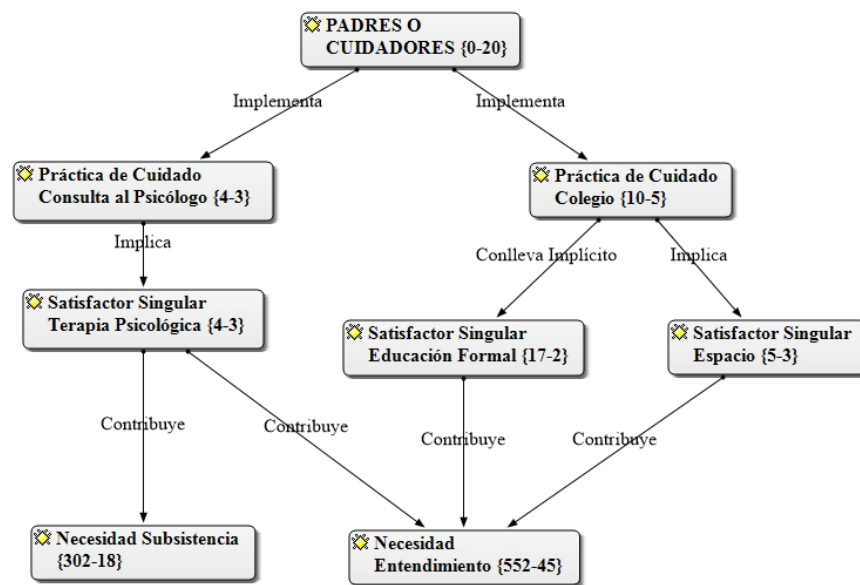 PADRES O
CUIDADORES {0-20}
Implementa
Implementa
Práctica de Cuidado
Consulta al Psicólogo {4-3}
Práctica de Cuidado
Colegio {10-5}
Implica
Conlleva Implícito
Implica
Satisfactor Singular
Terapia Psicológica {4-3}
Satisfactor Singular
Educación Formal {17-2}
Satisfactor Singular
Espacio {5-3}
Contribuye
Contribuye
Contribuye
Contribuye
Necesidad Subsistencia
{302-18}
Necesidad
Entendimiento {552-45}